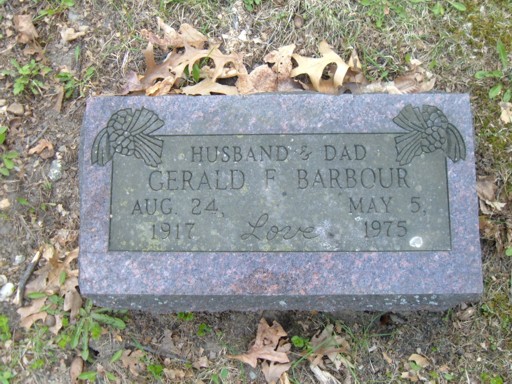 HUSBAND & DAD
GERALD F. BARBOUR
AUG. 24, MAY 5,
1917 Love 1975